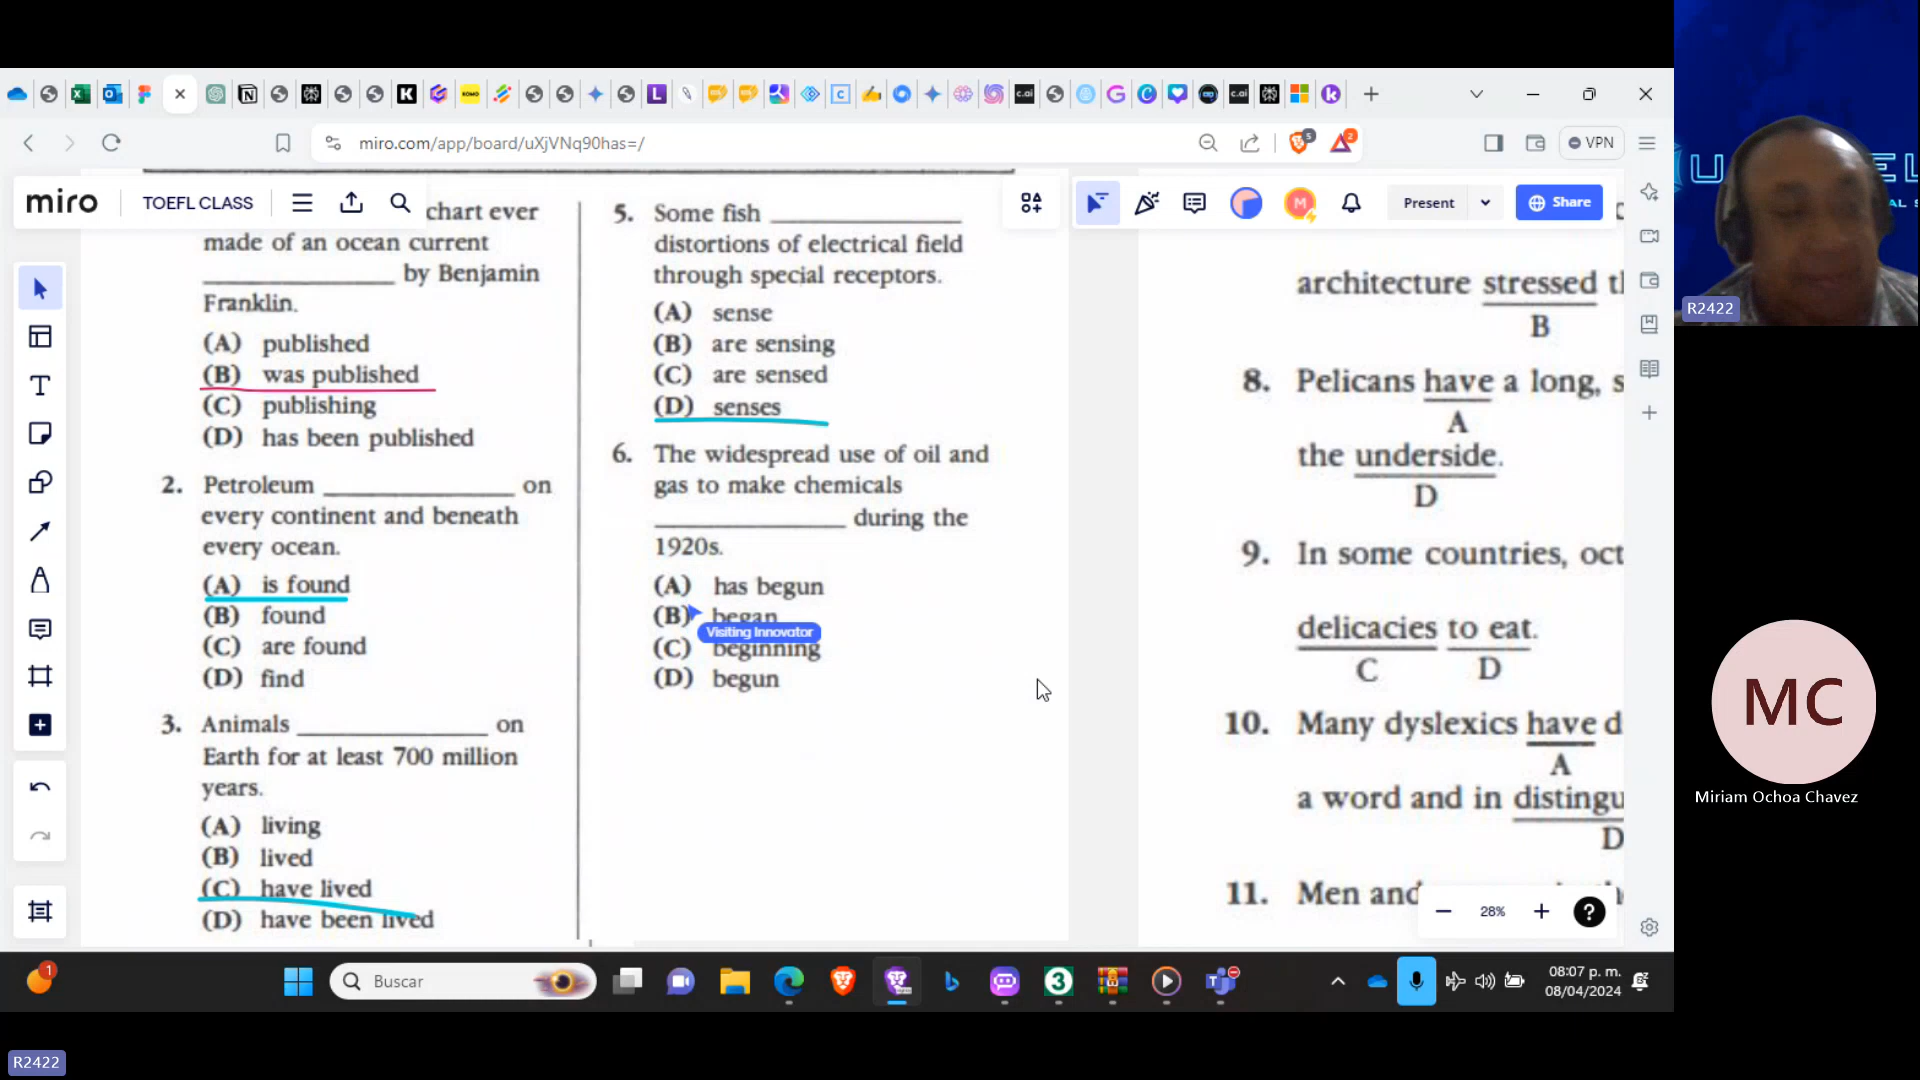 miro.com/app/board/uXjVNq90has=/
VPN
miro
TOEFL CLASS
Present
Share
chart ever
made of an ocean current
____________ by Benjamin
Franklin.
(A) published
(B) was published
(C) publishing
(D) has been published
2. Petroleum ____________ on
every continent and beneath
every ocean.
(A) is found
(B) found
(C) are found
(D) find
3. Animals ____________ on
Earth for at least 700 million
years.
(A) living
(B) lived
(C) have lived
(D) have been lived
5. Some fish ____________
distortions of electrical field
through special receptors.
(A) sense
(B) are sensing
(C) are sensed
(D) senses
6. The widespread use of oil and
gas to make chemicals
____________ during the
1920s.
(A) has begun
(B) began
Visiting Innovator
(C) beginning
(D) begun
architecture stressed
B
8. Pelicans have a long,
A
the underside.
D
9. In some countries,
delicacies to eat.
C D
10. Many dyslexics have
A
a word and in
D
11. Men and
28%
Buscar
08:07 p. m.
08/04/2024
R2422
MC
Miriam Ochoa Chavez
R2422